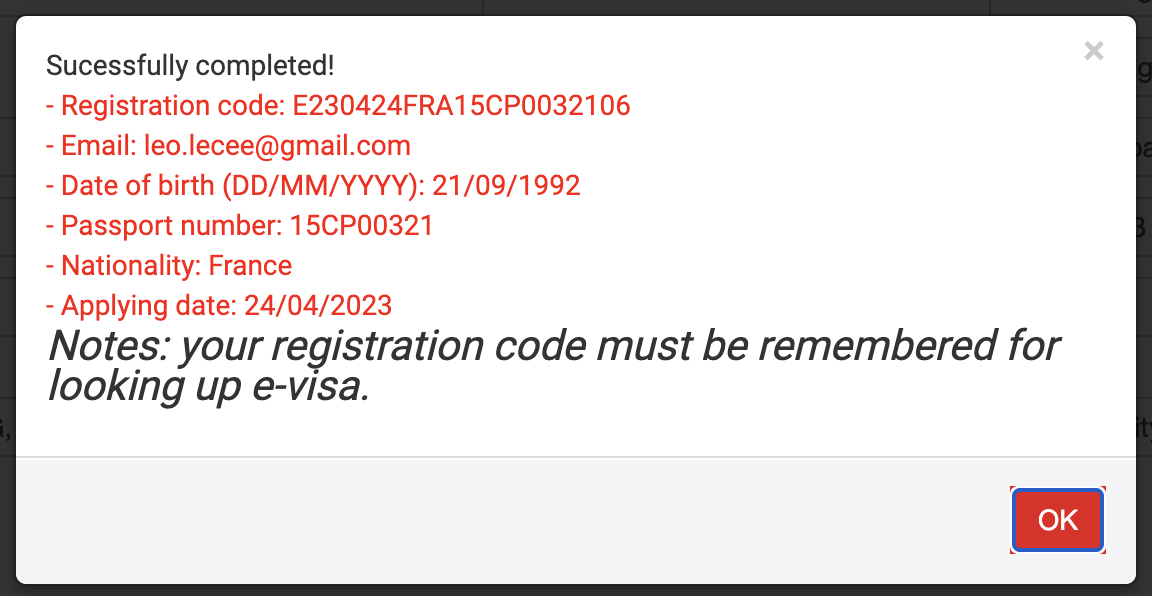 Sucessfully completed!
×
- Registration code: E230424FRA15CP0032106
- Email: leo.lecee@gmail.com
- Date of birth (DD/MM/YYYY): 21/09/1992
- Passport number: 15CP00321
- Nationality: France
- Applying date: 24/04/2023
Notes: your registration code must be remembered for
looking up e-visa.
OK